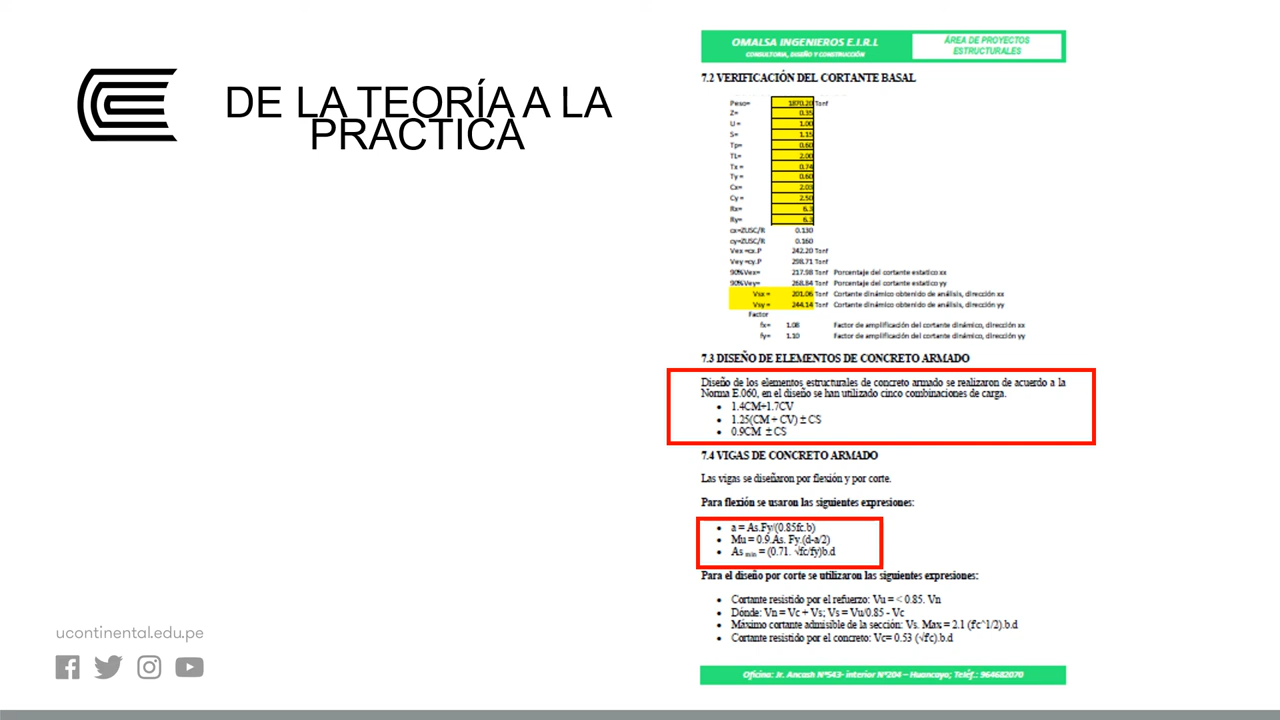 DE LA TEORÍA A LA
PRACTICA
OMALSA INGENIEROS E.I.R.L
CONSULTORIA, DISEÑO Y CONSTRUCCIÓN
ÁREA DE PROYECTOS
ESTRUCTURALES
7.2 VERIFICACIÓN DEL CORTANTE BASAL
Peso= 1870.20 Tonf
Z= 0.35
U = 1.00
S= 1.15
Tp= 0.60
TL= 2.00
Tx = 0.74
Ty = 0.60
Cx= 2.03
Cy = 2.50
Rx= 6.3
Ry= 6.3
cx=ZUSC/R 0.130
cy=ZUSC/R 0.160
Vex =cx.P 242.20 Tonf
Vey =cy.P 298.71 Tonf
90%Vex= 217.98 Tonf Porcentaje del cortante estatico xx
90%Vey= 268.84 Tonf Porcentaje del cortante estatico yy
Vsx = 201.06 Tonf Cortante dinámico obtenido de análisis, dirección xx
Vsy = 244.14 Tonf Cortante dinámico obtenido de análisis, dirección yy
Factor
fx= 1.08 Factor de amplificación del cortante dinámico, dirección xx
fy= 1.10 Factor de amplificación del cortante dinámico, dirección yy
7.3 DISEÑO DE ELEMENTOS DE CONCRETO ARMADO
Diseño de los elementos estructurales de concreto armado se realizaron de acuerdo a la
Norma E.060, en el diseño se han utilizado cinco combinaciones de carga.
• 1.4CM+1.7CV
• 1.25(CM + CV) ± CS
• 0.9CM ± CS
7.4 VIGAS DE CONCRETO ARMADO
Las vigas se diseñaron por flexión y por corte.
Para flexión se usaron las siguientes expresiones:
• a = As.Fy/(0.85fc.b)
• Mu = 0.9.As. Fy.(d-a/2)
• As min = (0.71. √fc/fy)b.d
Para el diseño por corte se utilizaron las siguientes expresiones:
• Cortante resistido por el refuerzo: Vu = < 0.85. Vn
• Dónde: Vn = Vc + Vs; Vs = Vu/0.85 - Vc
• Máximo cortante admisible de la sección: Vs. Max = 2.1 (f'c^1/2).b.d
• Cortante resistido por el concreto: Vc= 0.53 (√f'c).b.d
Oficina: Jr. Ancash Nº543- interior Nº204 – Huancayo; Teléf.: 964682070
ucontinental.edu.pe